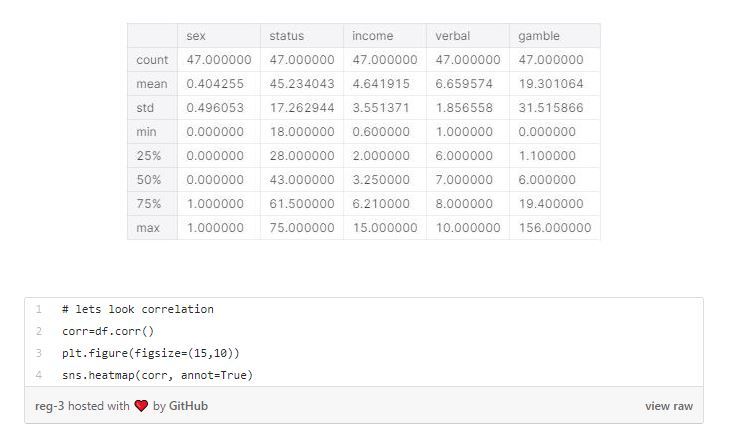 sex status income verbal gamble
count 47.000000 47.000000 47.000000 47.000000 47.000000
mean 0.404255 45.234043 4.641915 6.659574 19.301064
std 0.496053 17.262944 3.551371 1.856558 31.515866
min 0.000000 18.000000 0.600000 1.000000 0.000000
25% 0.000000 28.000000 2.000000 6.000000 1.100000
50% 0.000000 43.000000 3.250000 7.000000 6.000000
75% 1.000000 61.500000 6.210000 8.000000 19.400000
max 1.000000 75.000000 15.000000 10.000000 156.000000
1 # lets look correlation
2 corr=df.corr()
3 plt.figure(figsize=(15,10))
4 sns.heatmap(corr, annot=True)
reg-3 hosted with ❤ by GitHub view raw